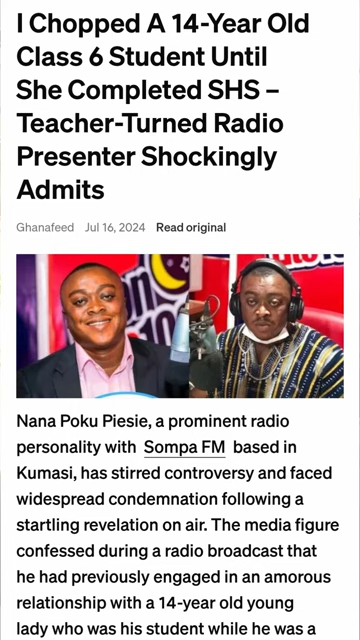 I Chopped A 14-Year Old
Class 6 Student Until
She Completed SHS –
Teacher-Turned Radio
Presenter Shockingly
Admits
Ghanafeed Jul 16, 2024 Read original
Nana Poku Piesie, a prominent radio
personality with Sompa FM based in
Kumasi, has stirred controversy and faced
widespread condemnation following a
startling revelation on air. The media figure
confessed during a radio broadcast that
he had previously engaged in an amorous
relationship with a 14-year old young
lady who was his student while he was a